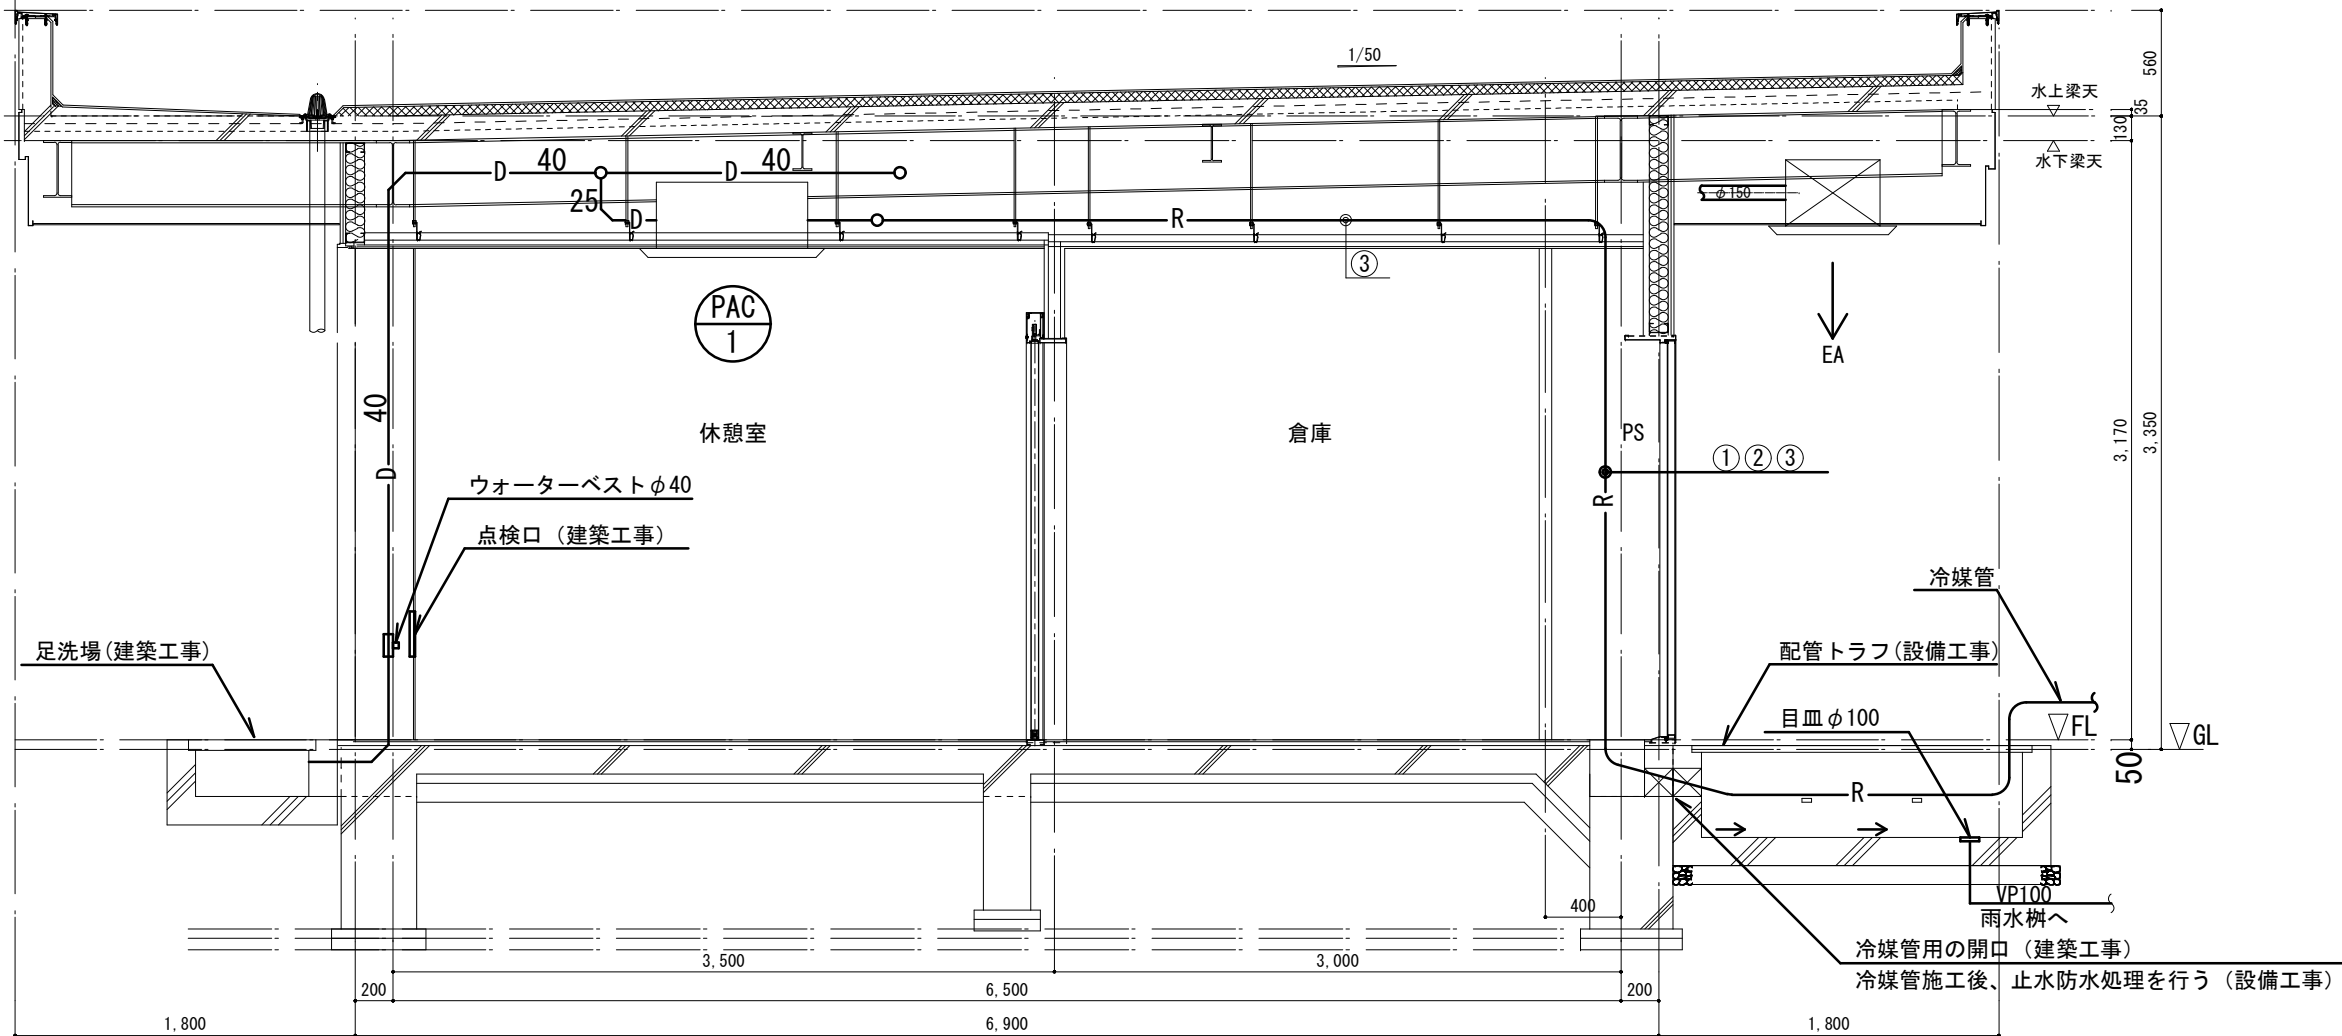 1/50
560
水上梁天
35
130
水下梁天
D 40 D 40
25
D
R
φ150
③
PAC
1
EA
40
D
休憩室
倉庫
PS
①②③
R
3,170
3,350
ウォーターベストφ40
点検口（建築工事）
冷媒管
足洗場(建築工事)
配管トラフ(設備工事)
目皿φ100
FL
GL
50
R
VP100
雨水桝へ
400
冷媒管用の開口（建築工事）
冷媒管施工後、止水防水処理を行う（設備工事）
3,500
3,000
200
6,500
200
1,800
6,900
1,800